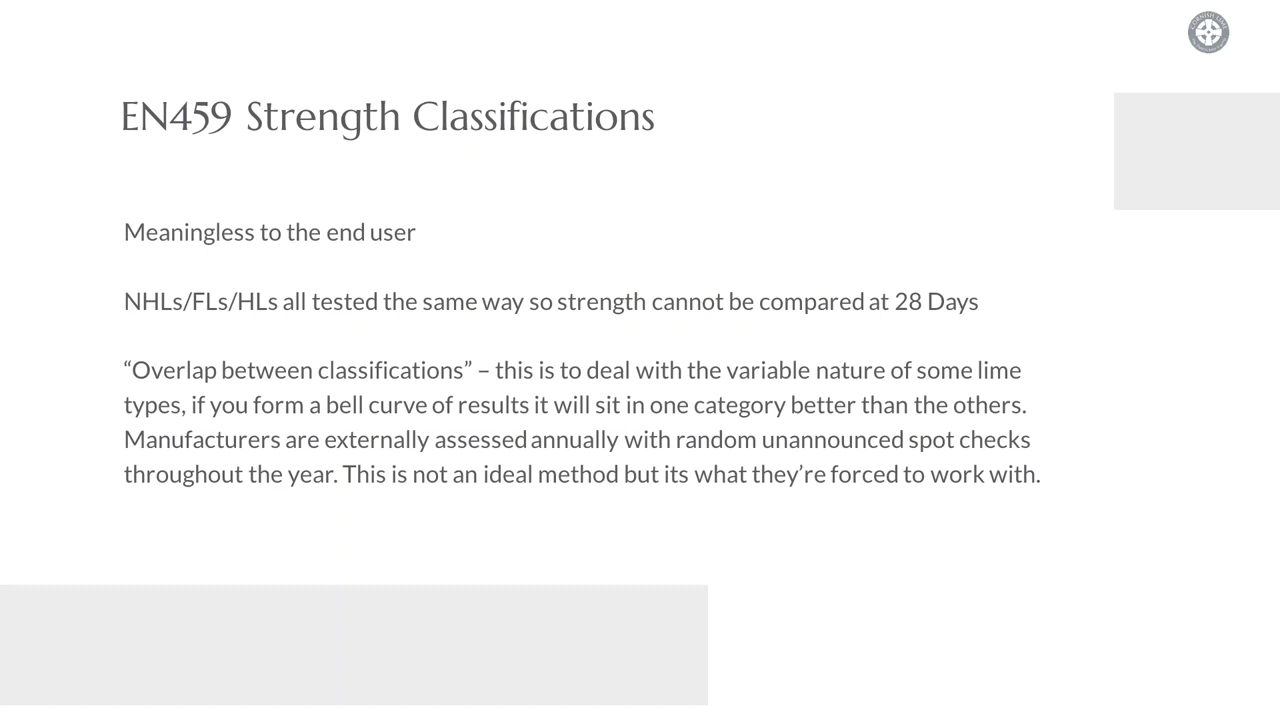 CORNISH LIME
EN459 Strength Classifications
Meaningless to the end user
NHLs/FLs/HLs all tested the same way so strength cannot be compared at 28 Days
“Overlap between classifications” – this is to deal with the variable nature of some lime
types, if you form a bell curve of results it will sit in one category better than the others.
Manufacturers are externally assessed annually with random unannounced spot checks
throughout the year. This is not an ideal method but its what they’re forced to work with.